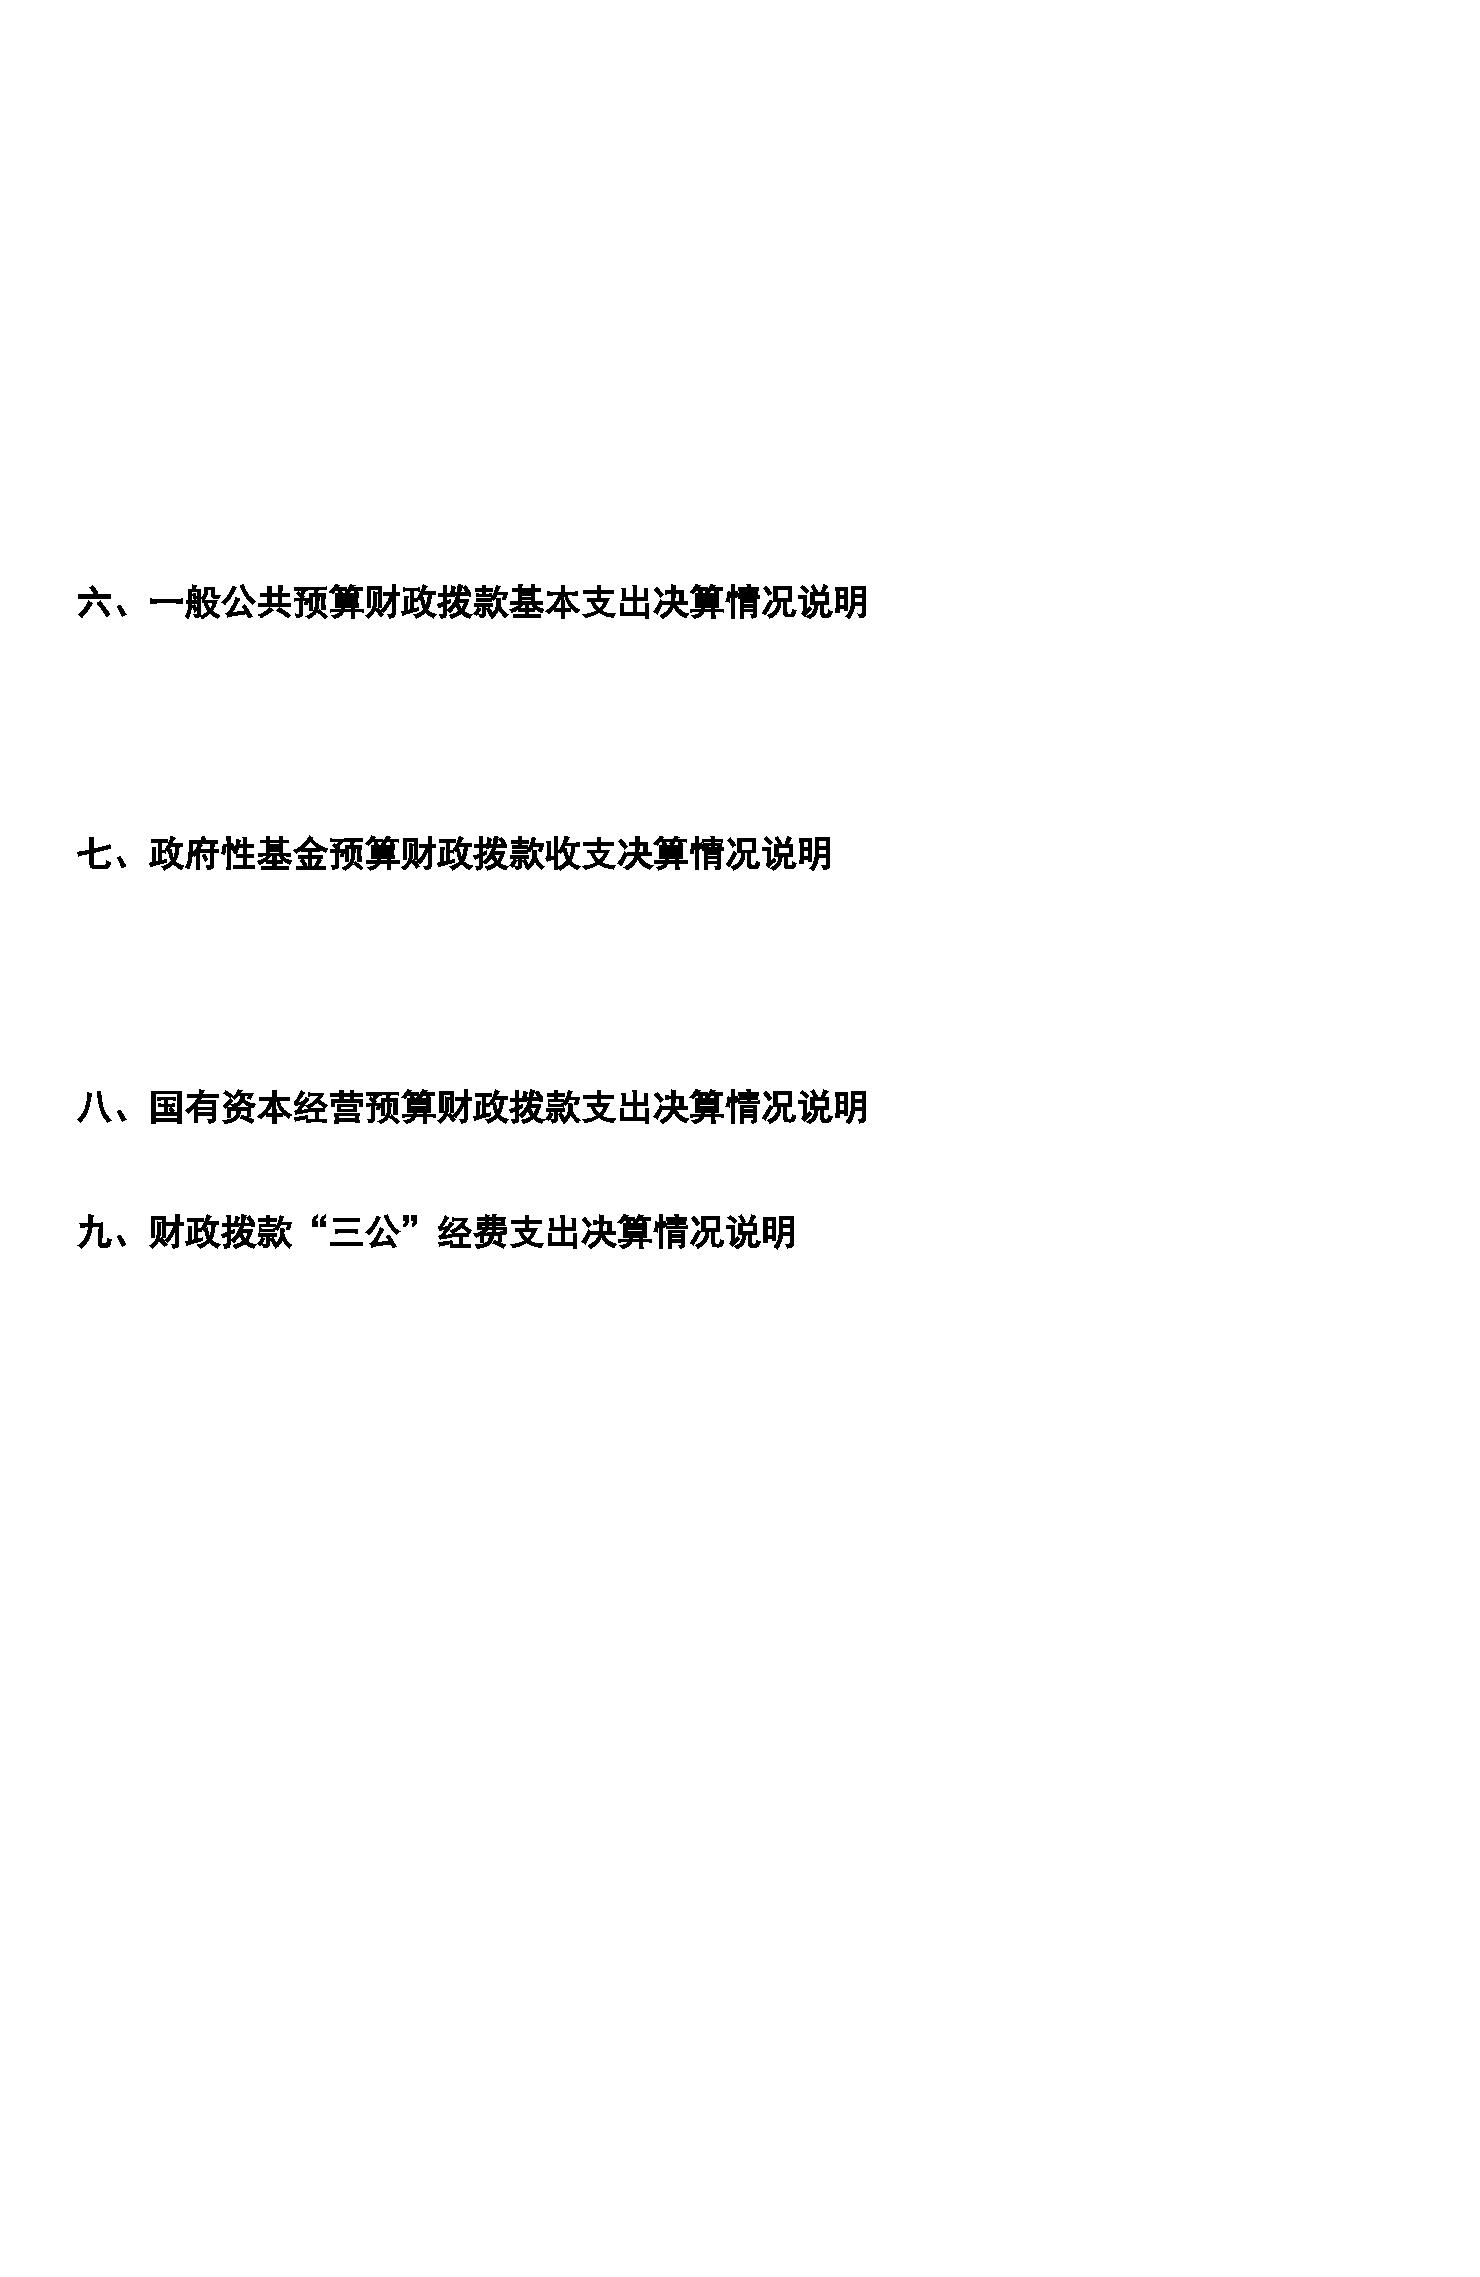 六、一般公共预算财政拨款基本支出决算情况说明
七、政府性基金预算财政拨款收支决算情况说明
八、国有资本经营预算财政拨款支出决算情况说明
九、财政拨款“三公”经费支出决算情况说明